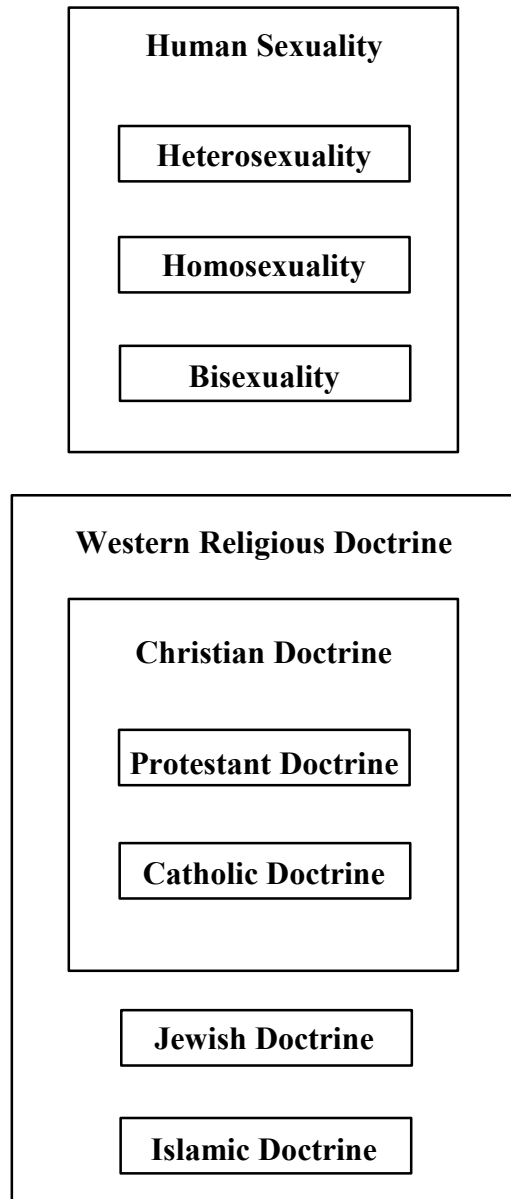 Human Sexuality
Heterosexuality
Homosexuality
Bisexuality
Western Religious Doctrine
Christian Doctrine
Protestant Doctrine
Catholic Doctrine
Jewish Doctrine
Islamic Doctrine